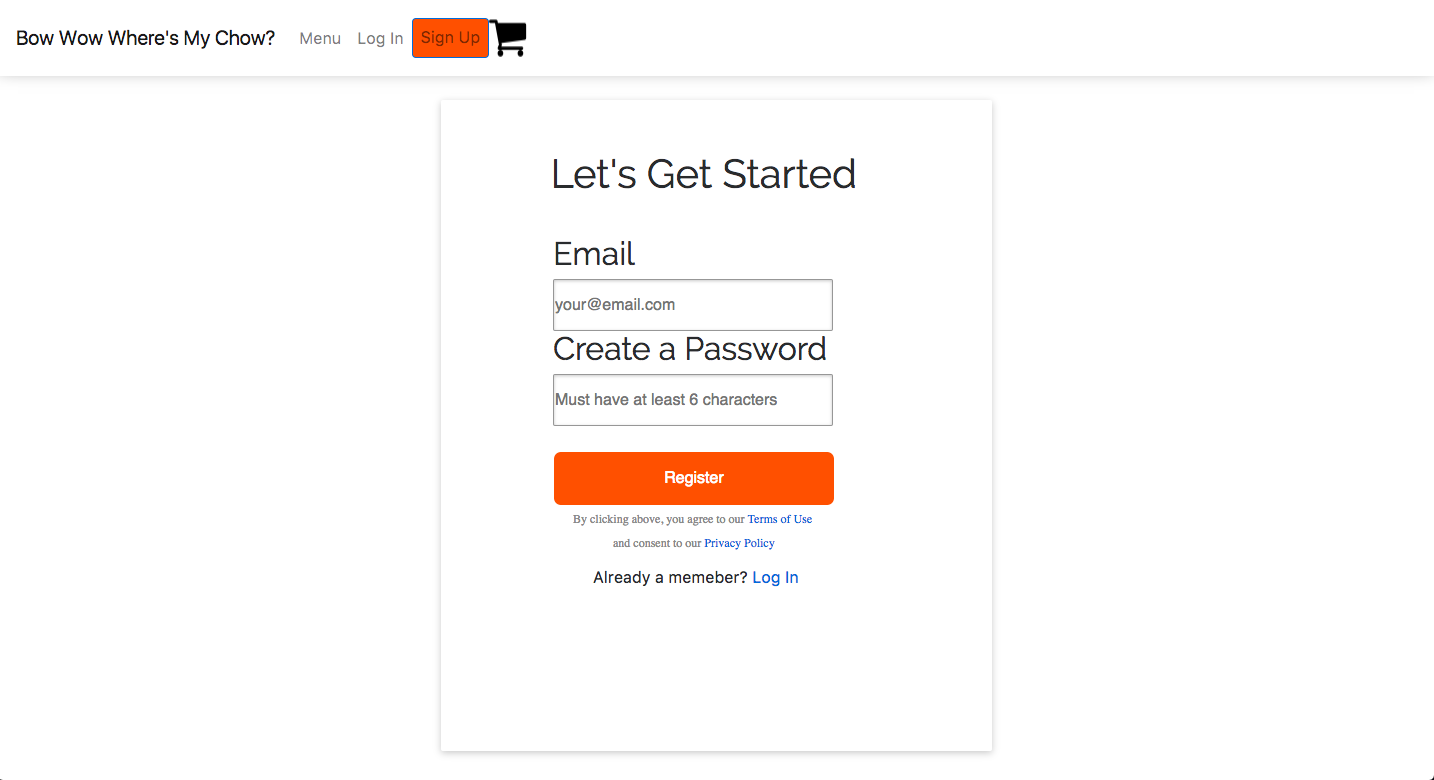 Bow Wow Where's My Chow? Menu Log In Sign Up
Let's Get Started
Email
your@email.com
Create a Password
Must have at least 6 characters
Register
By clicking above, you agree to our Terms of Use
and consent to our Privacy Policy
Already a memeber? Log In